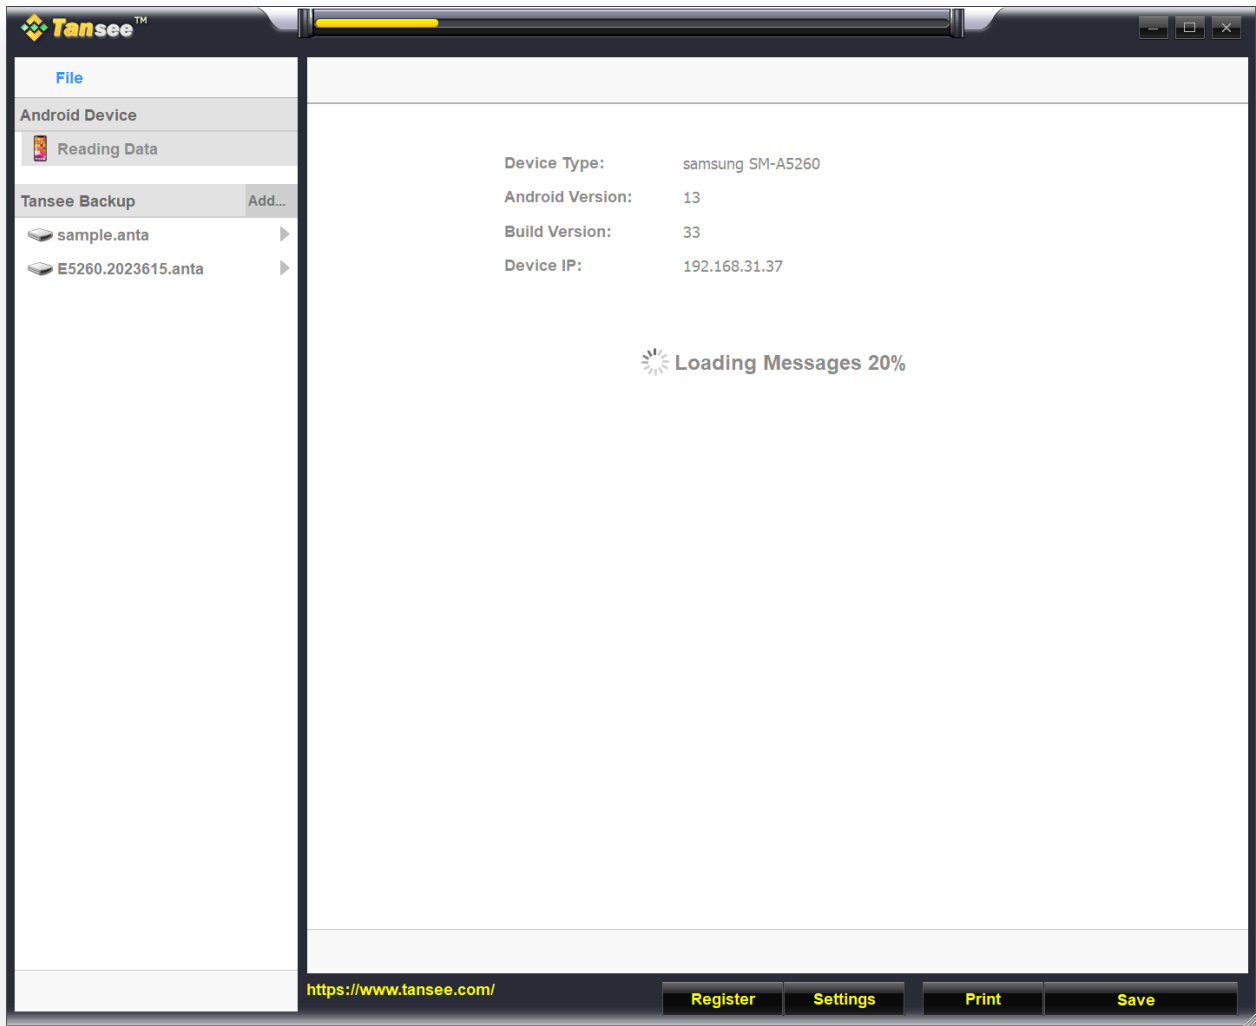 Tansee™
File
Android Device
Reading Data
Tansee Backup Add...
sample.anta
E5260.2023615.anta
Device Type: samsung SM-A5260
Android Version: 13
Build Version: 33
Device IP: 192.168.31.37
Loading Messages 20%
https://www.tansee.com/
Register Settings Print Save